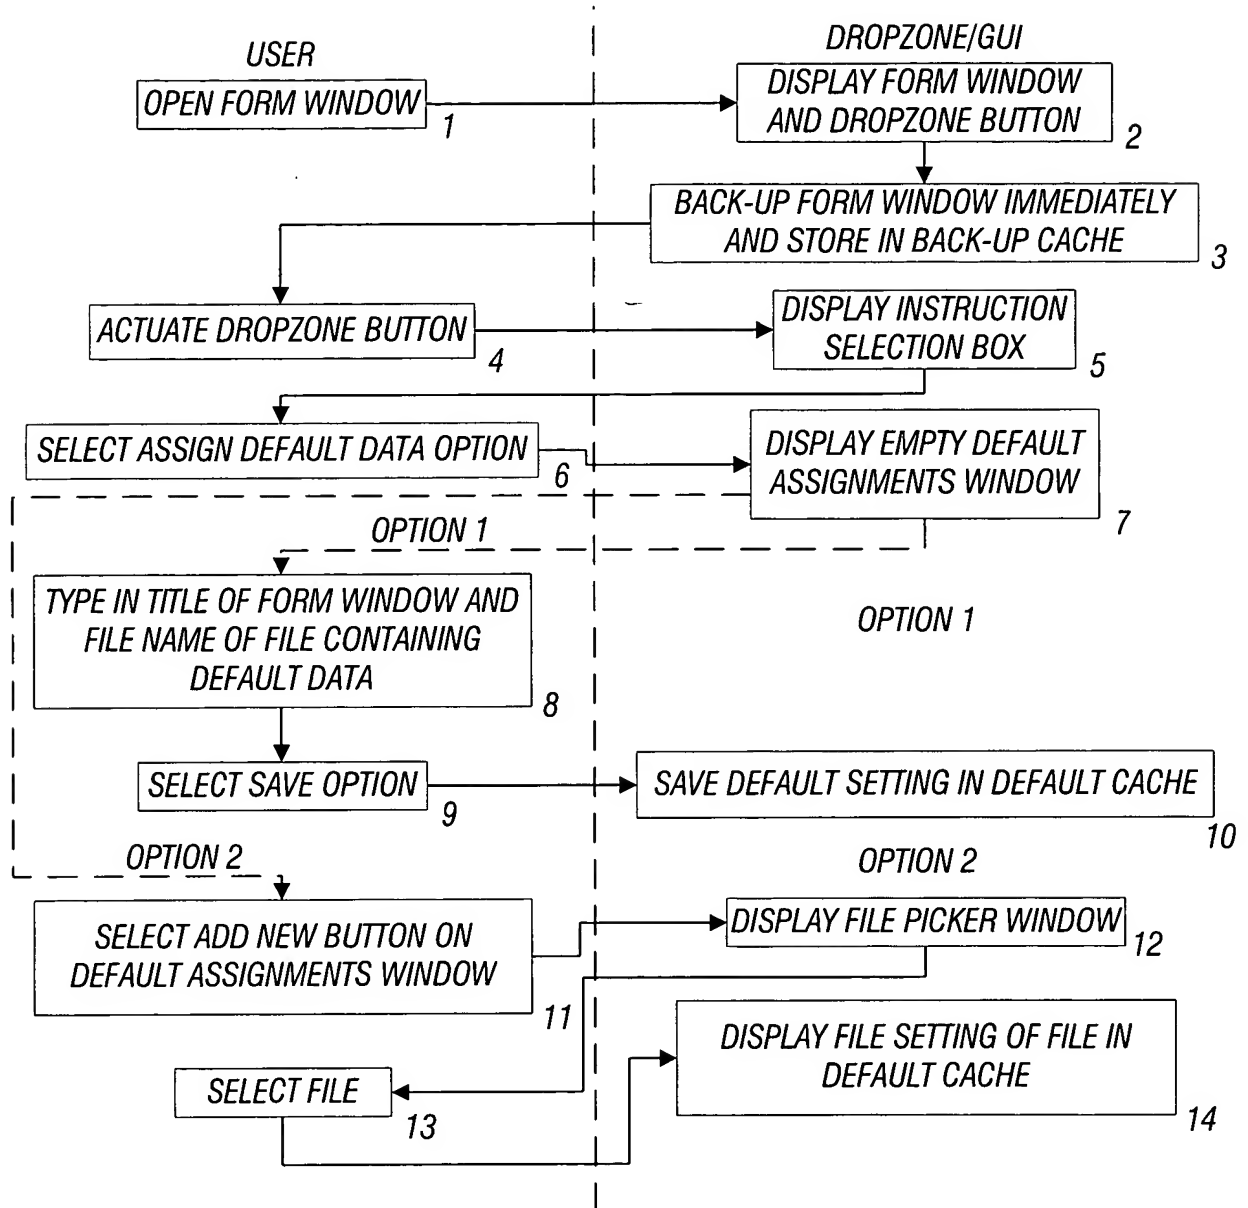 USER
DROPZONE/GUI
OPEN FORM WINDOW
1
DISPLAY FORM WINDOW
AND DROPZONE BUTTON
2
BACK-UP FORM WINDOW IMMEDIATELY
AND STORE IN BACK-UP CACHE
3
ACTUATE DROPZONE BUTTON
4
DISPLAY INSTRUCTION
SELECTION BOX
5
SELECT ASSIGN DEFAULT DATA OPTION
6
DISPLAY EMPTY DEFAULT
ASSIGNMENTS WINDOW
7
OPTION 1
TYPE IN TITLE OF FORM WINDOW AND
FILE NAME OF FILE CONTAINING
DEFAULT DATA
8
OPTION 1
SELECT SAVE OPTION
9
SAVE DEFAULT SETTING IN DEFAULT CACHE
10
OPTION 2
OPTION 2
SELECT ADD NEW BUTTON ON
DEFAULT ASSIGNMENTS WINDOW
11
DISPLAY FILE PICKER WINDOW
12
SELECT FILE
13
DISPLAY FILE SETTING OF FILE IN
DEFAULT CACHE
14